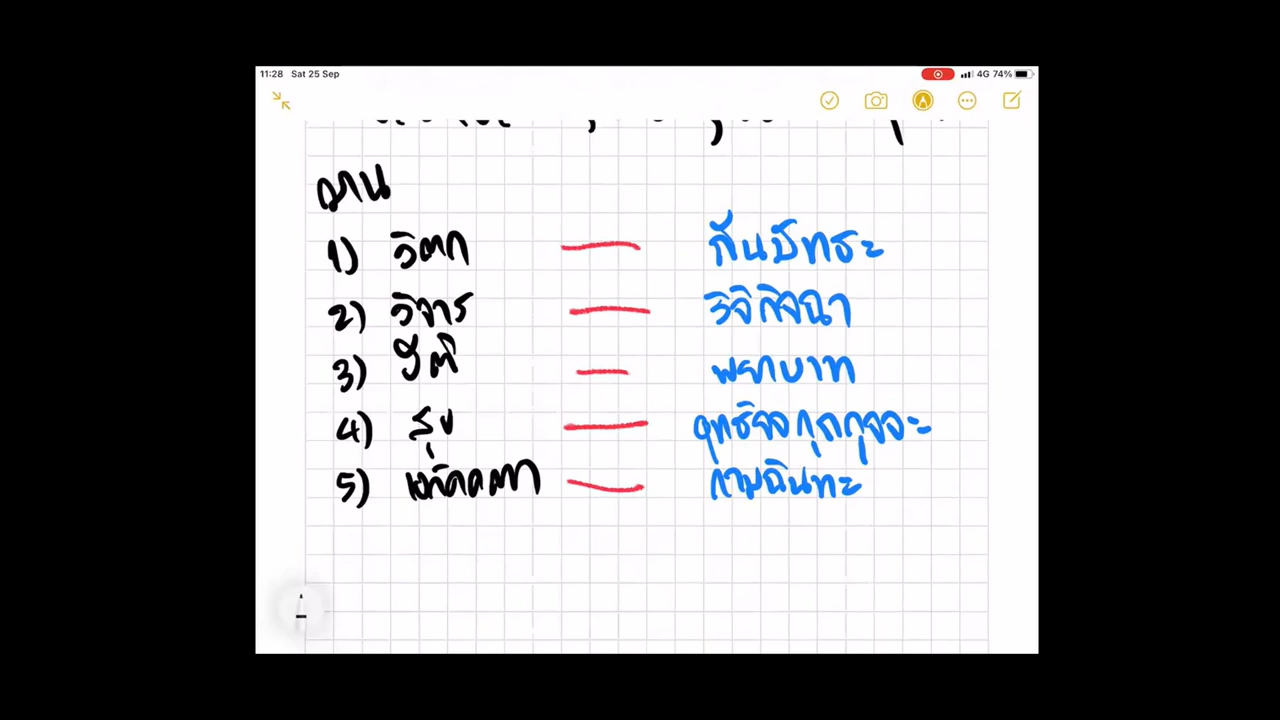 11:28 Sat 25 Sep 4G 74%
ฌาน
1) วิตก — ถีนมิทธะ
2) วิจาร — วิจิกิจฉา
3) ปีติ — พยาบาท
4) สุข — อุทธัจจกุกกุจจะ
5) เอกัคคตา — กามฉันทะ